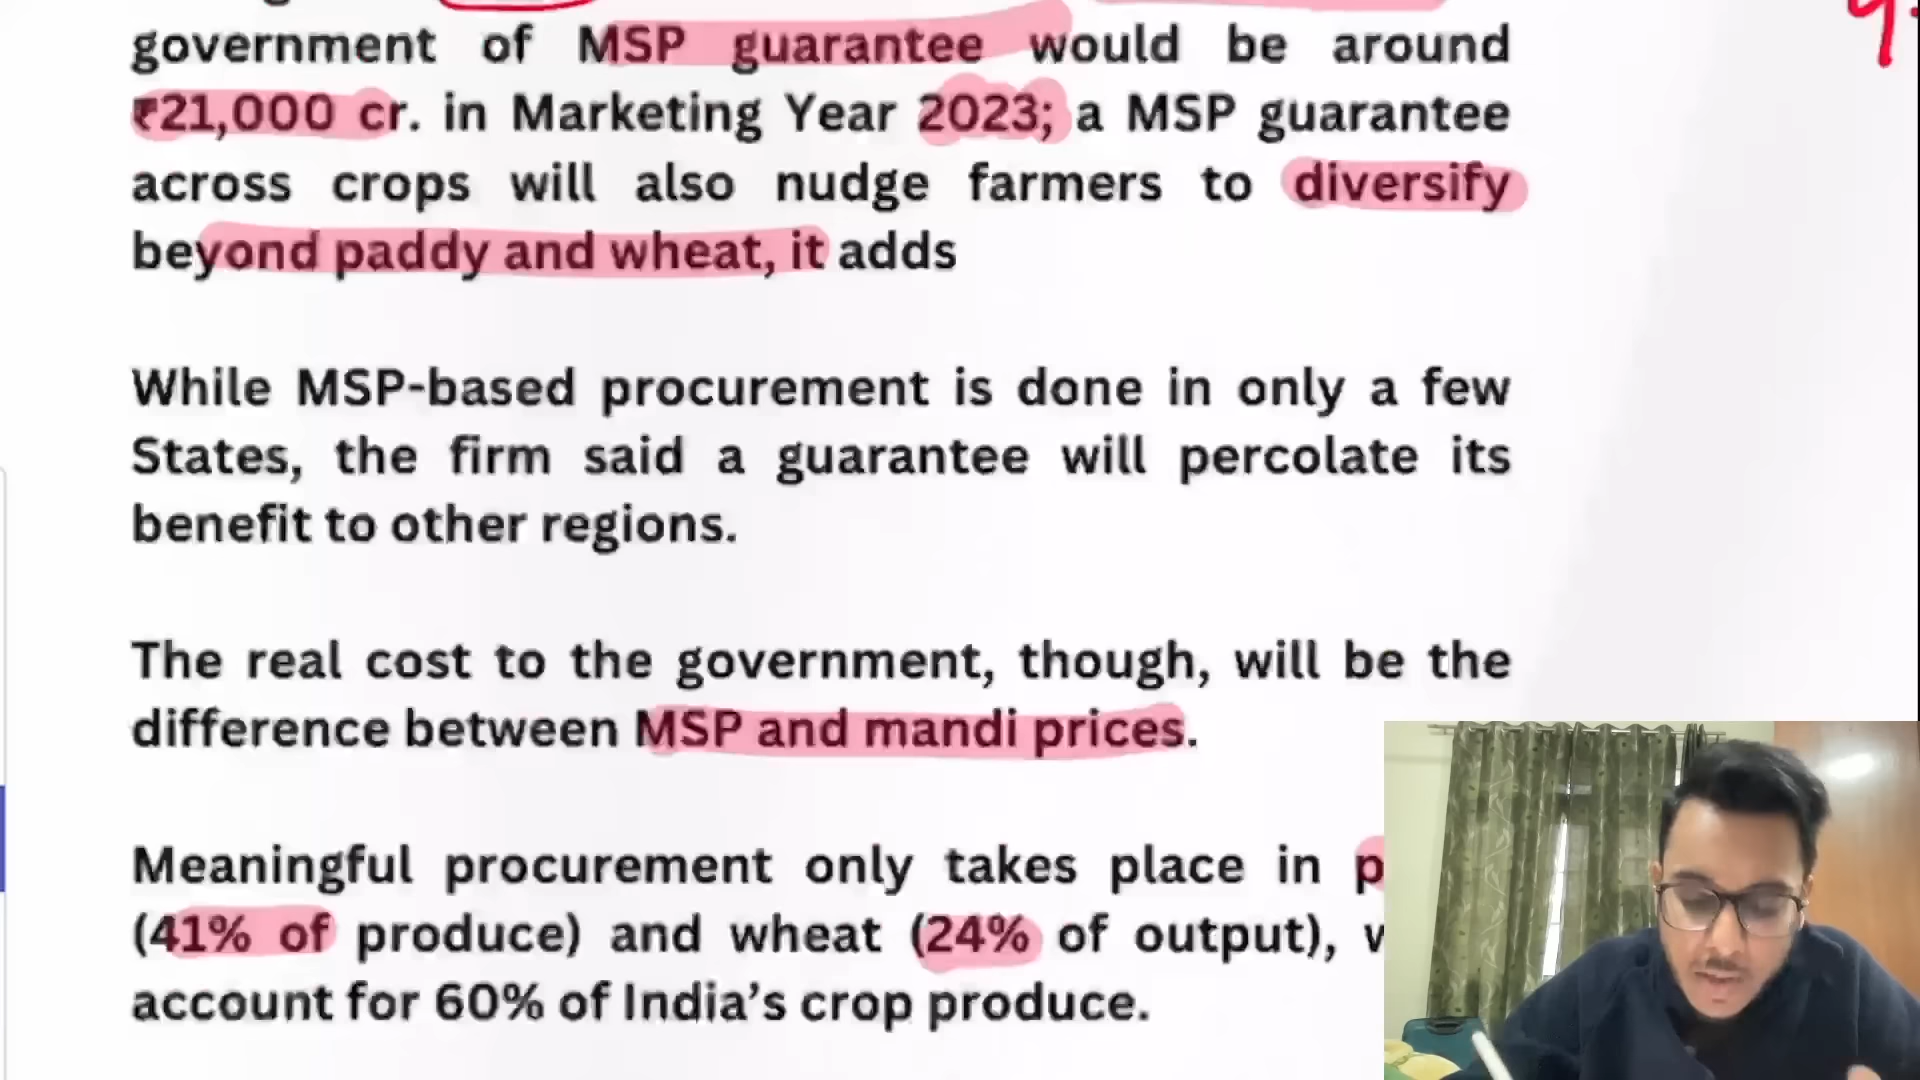 government of MSP guarantee would be around
₹21,000 cr. in Marketing Year 2023; a MSP guarantee
across crops will also nudge farmers to diversify
beyond paddy and wheat, it adds
While MSP-based procurement is done in only a few
States, the firm said a guarantee will percolate its
benefit to other regions.
The real cost to the government, though, will be the
difference between MSP and mandi prices.
Meaningful procurement only takes place in
(41% of produce) and wheat (24% of output),
account for 60% of India’s crop produce.